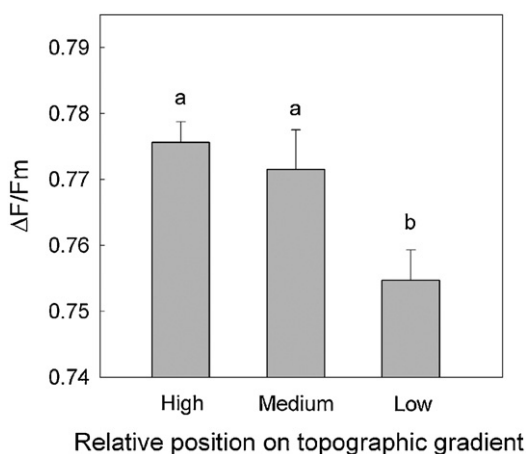 0.79
a
a
0.78
0.77
ΔF/Fm
b
0.76
0.75
0.74
High Medium Low
Relative position on topographic gradient